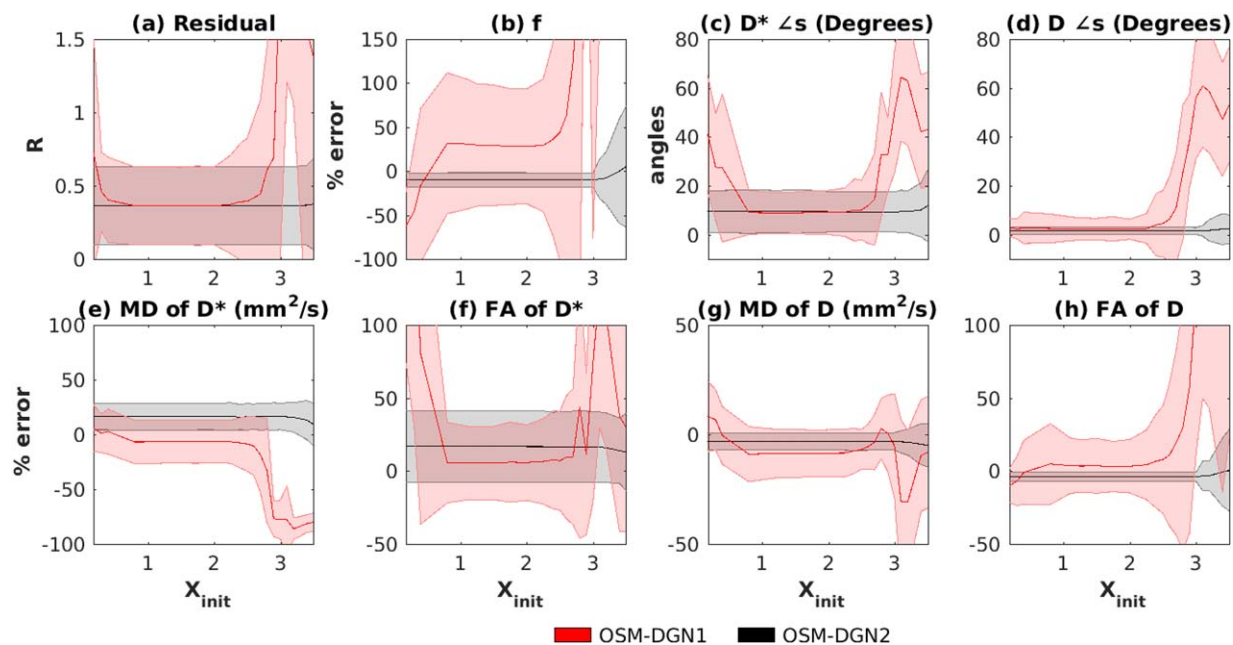 (a) Residual
(b) f
(c) D* ∠s (Degrees)
(d) D ∠s (Degrees)
R
1.5
1
0.5
0
1 2 3
% error
150
100
50
0
-50
-100
1 2 3
angles
80
60
40
20
0
1 2 3
80
60
40
20
0
1 2 3
(e) MD of D* (mm²/s)
(f) FA of D*
(g) MD of D (mm²/s)
(h) FA of D
% error
100
50
0
-50
-100
1 2 3
X_init
100
50
0
-50
1 2 3
X_init
50
0
-50
1 2 3
X_init
100
50
0
-50
1 2 3
X_init
OSM-DGN1 OSM-DGN2